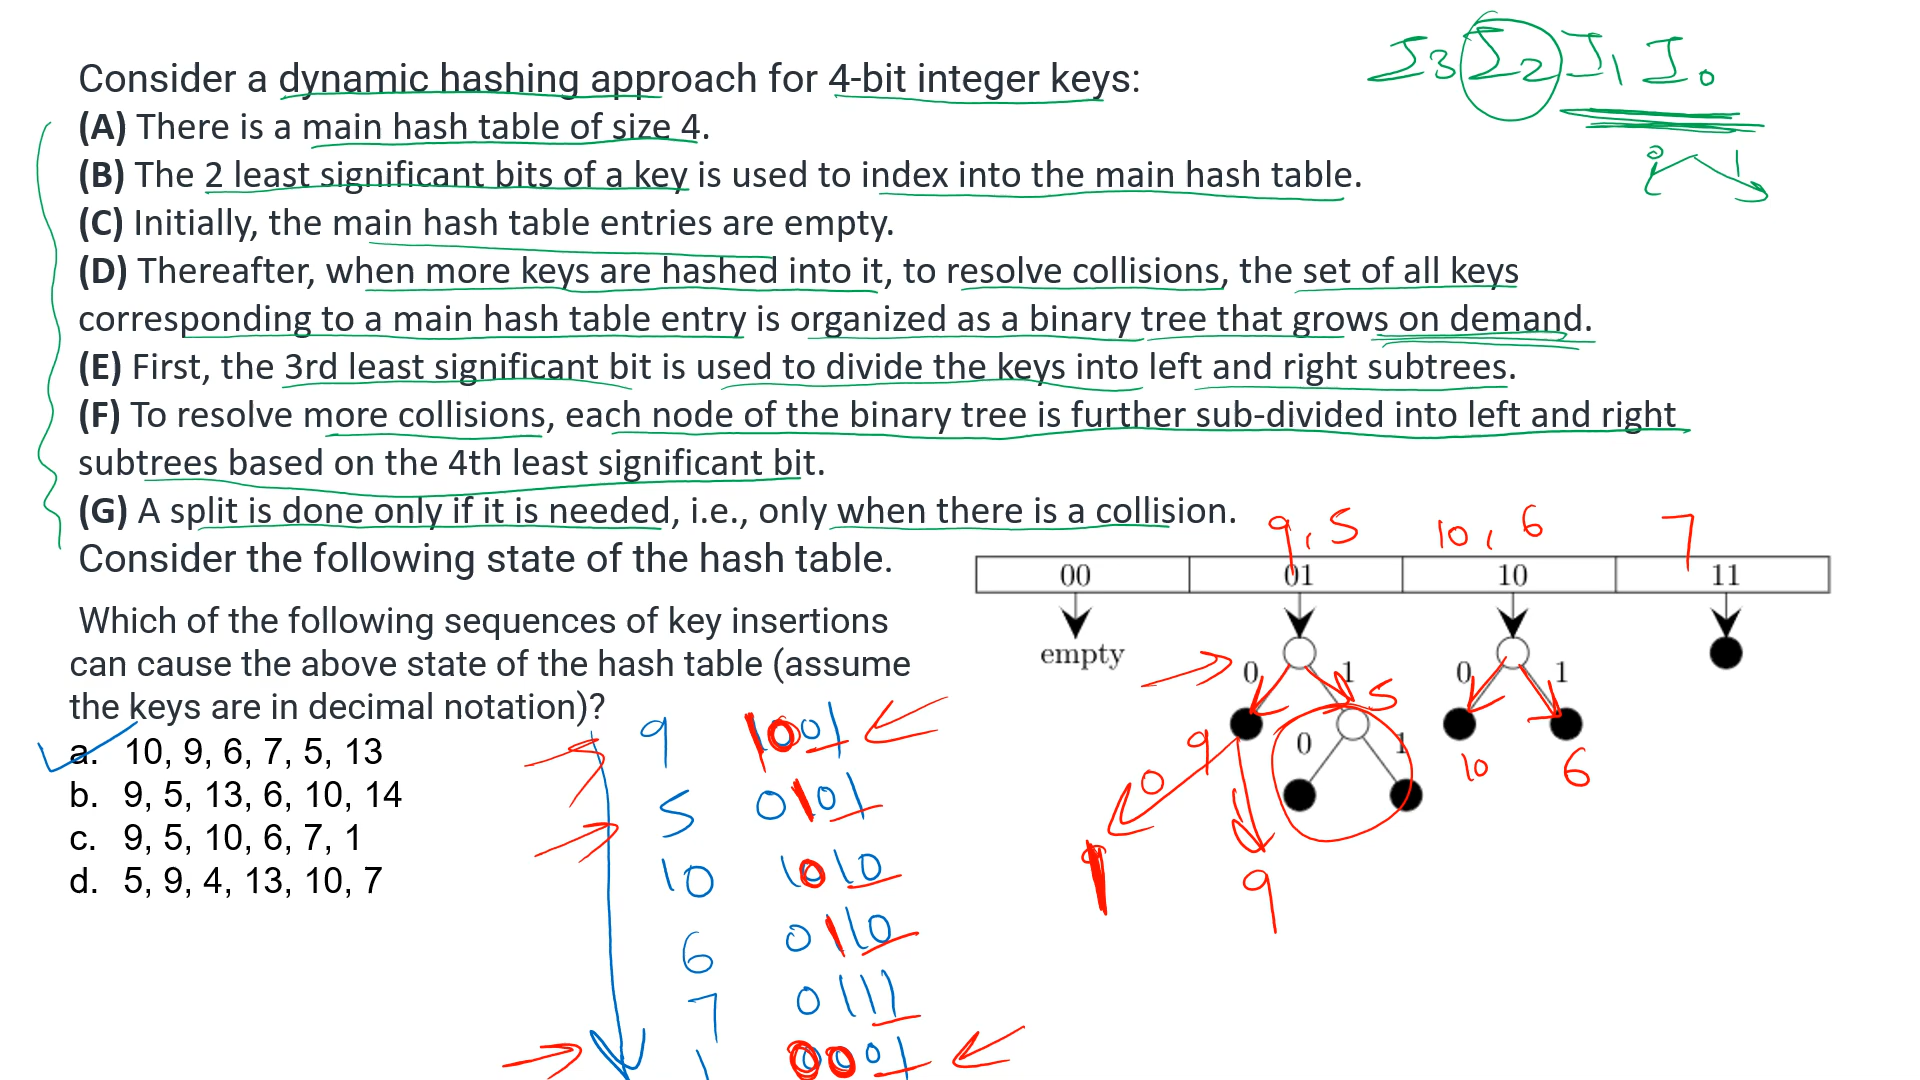 I3 I2 I1 I0
0 1
Consider a dynamic hashing approach for 4-bit integer keys:
(A) There is a main hash table of size 4.
(B) The 2 least significant bits of a key is used to index into the main hash table.
(C) Initially, the main hash table entries are empty.
(D) Thereafter, when more keys are hashed into it, to resolve collisions, the set of all keys
corresponding to a main hash table entry is organized as a binary tree that grows on demand.
(E) First, the 3rd least significant bit is used to divide the keys into left and right subtrees.
(F) To resolve more collisions, each node of the binary tree is further sub-divided into left and right
subtrees based on the 4th least significant bit.
(G) A split is done only if it is needed, i.e., only when there is a collision.
Consider the following state of the hash table.
9, 5 10, 6 7
00 01 10 11
empty
0 1 0 1
5
0 1
9 10 6
0
9
Which of the following sequences of key insertions
can cause the above state of the hash table (assume
the keys are in decimal notation)?
a. 10, 9, 6, 7, 5, 13
b. 9, 5, 13, 6, 10, 14
c. 9, 5, 10, 6, 7, 1
d. 5, 9, 4, 13, 10, 7
9 1001
5 0101
10 1010
6 0110
7 0111
1 0001